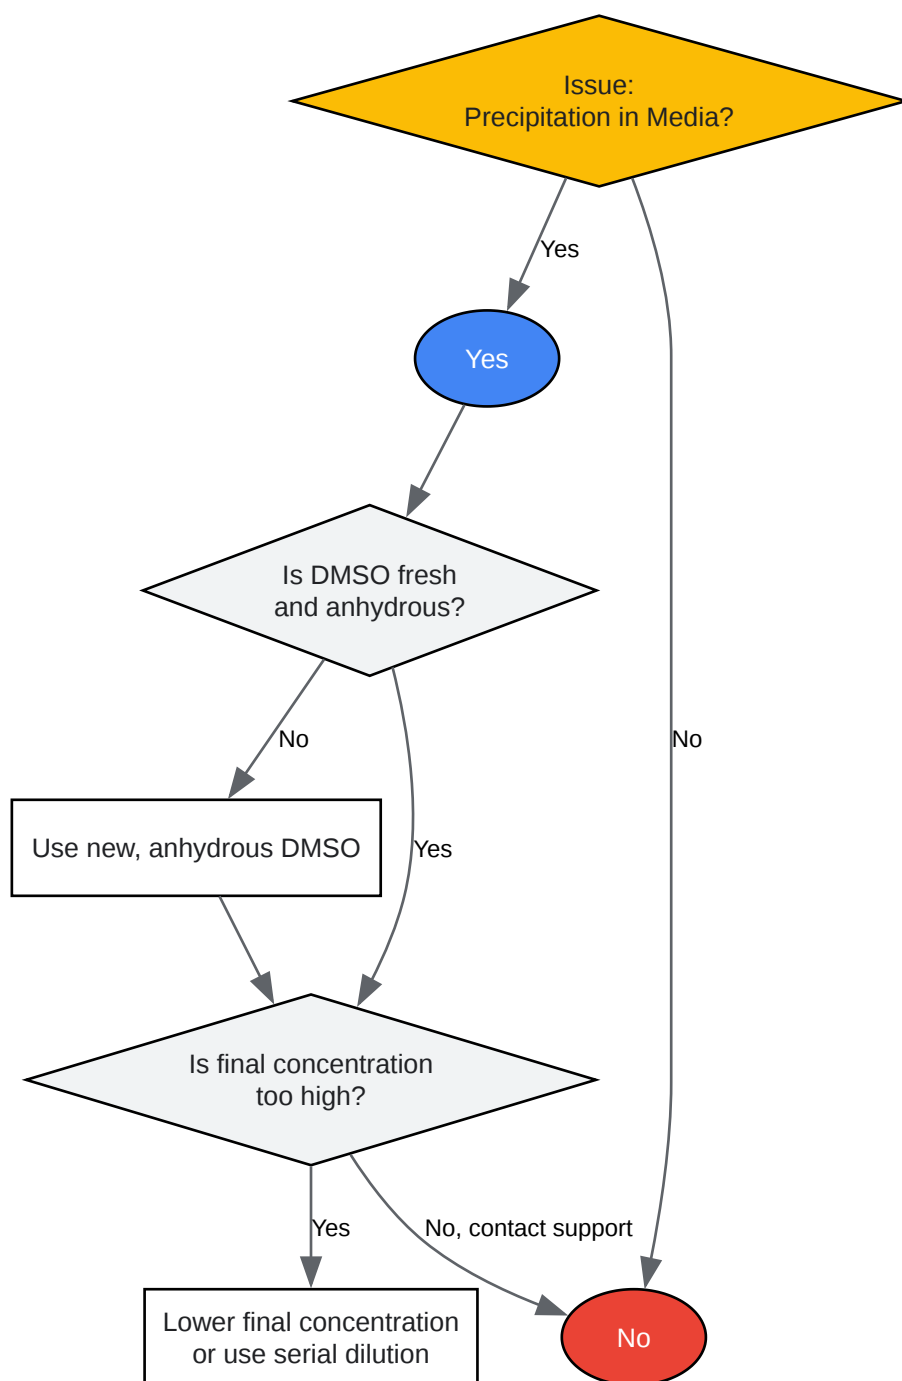 Issue:
Precipitation in Media?
Yes
Yes
Is DMSO fresh
and anhydrous?
No
No
Use new, anhydrous DMSO
Yes
Is final concentration
too high?
Yes
No, contact support
Lower final concentration
or use serial dilution
No